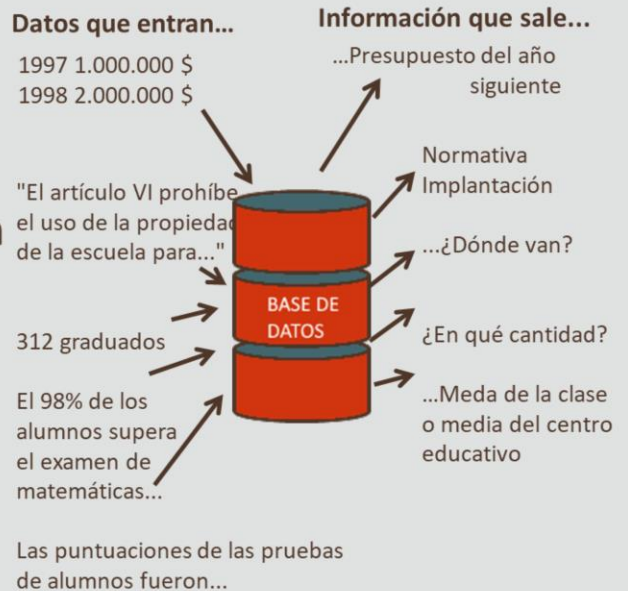 Datos que entran...
1997 1.000.000 $
1998 2.000.000 $
"El artículo VI prohíbe
el uso de la propiedad
de la escuela para..."
312 graduados
El 98% de los
alumnos supera
el examen de
matemáticas...
Las puntuaciones de las pruebas
de alumnos fueron...
BASE DE
DATOS
Información que sale...
...Presupuesto del año
siguiente
Normativa
Implantación
...¿Dónde van?
¿En qué cantidad?
...Meda de la clase
o media del centro
educativo